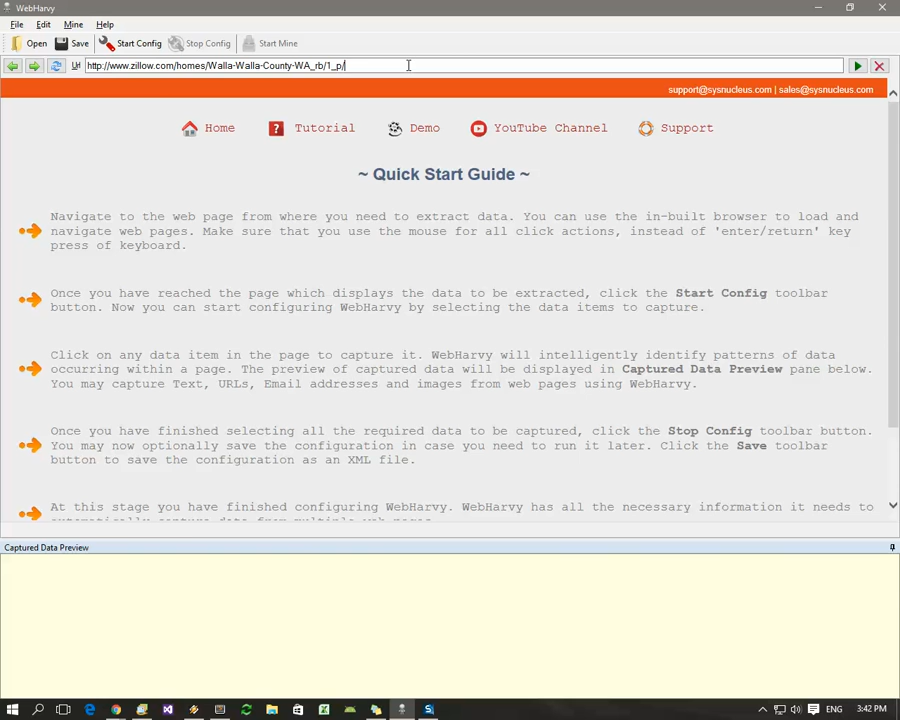 WebHarvy
File Edit Mine Help
Open Save Start Config Stop Config Start Mine
Url http://www.zillow.com/homes/Walla-Walla-County-WA_rb/1_p/
support@sysnucleus.com | sales@sysnucleus.com
Home Tutorial Demo YouTube Channel Support
~ Quick Start Guide ~
Navigate to the web page from where you need to extract data. You can use the in-built browser to load and
navigate web pages. Make sure that you use the mouse for all click actions, instead of 'enter/return' key
press of keyboard.
Once you have reached the page which displays the data to be extracted, click the Start Config toolbar
button. Now you can start configuring WebHarvy by selecting the data items to capture.
Click on any data item in the page to capture it. WebHarvy will intelligently identify patterns of data
occurring within a page. The preview of captured data will be displayed in Captured Data Preview pane below.
You may capture Text, URLs, Email addresses and images from web pages using WebHarvy.
Once you have finished selecting all the required data to be captured, click the Stop Config toolbar button.
You may now optionally save the configuration in case you need to run it later. Click the Save toolbar
button to save the configuration as an XML file.
At this stage you have finished configuring WebHarvy. WebHarvy has all the necessary information it needs to
Captured Data Preview
ENG 3:42 PM